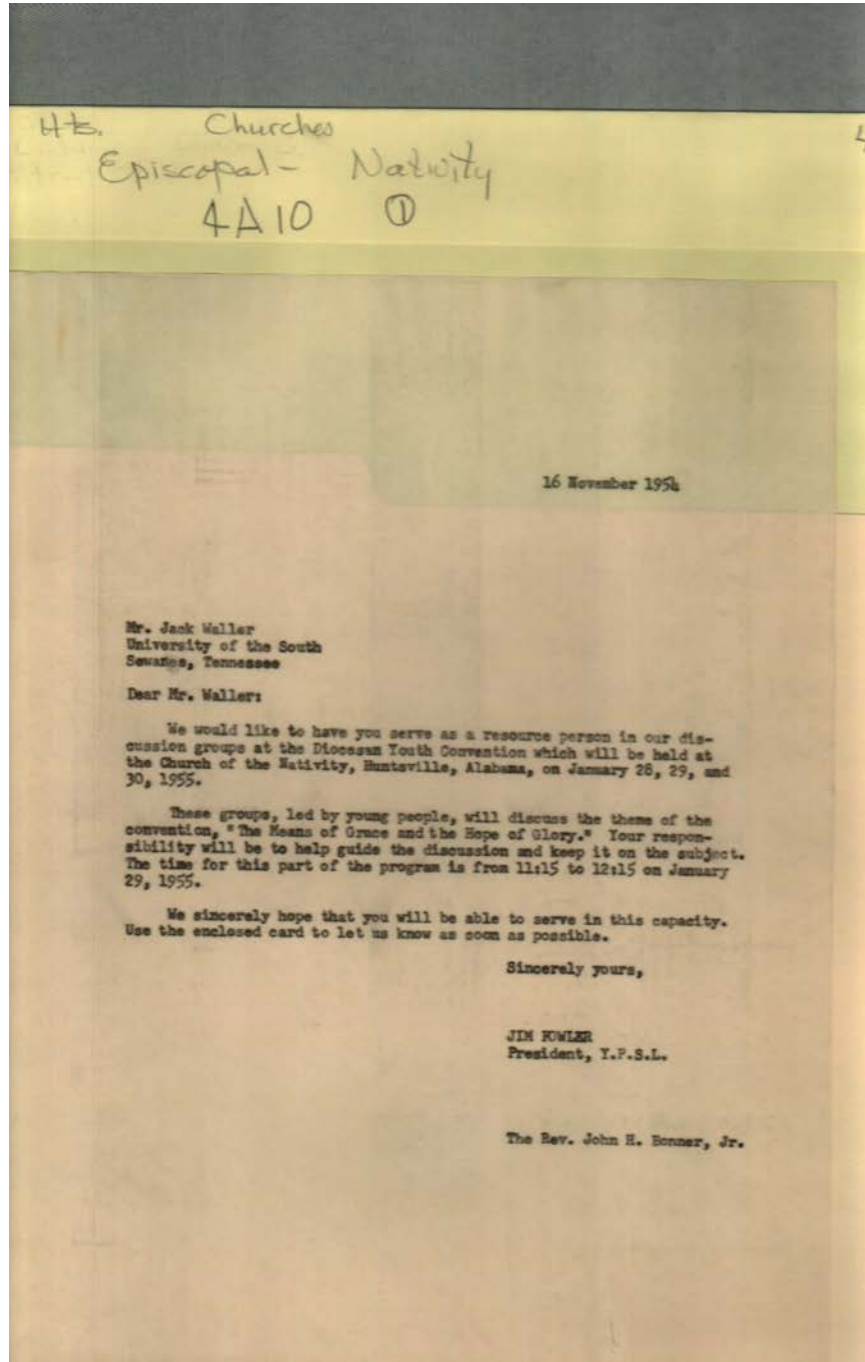 Hts. Churches
Episcopal - Nativity
4A10 ①
16 November 1954
Mr. Jack Waller
University of the South
Sewanee, Tennessee
Dear Mr. Waller:
We would like to have you serve as a resource person in our dis-
cussion groups at the Diocesan Youth Convention which will be held at
the Church of the Nativity, Huntsville, Alabama, on January 28, 29, and
30, 1955.
These groups, led by young people, will discuss the theme of the
convention, "The Means of Grace and the Hope of Glory." Your respon-
sibility will be to help guide the discussion and keep it on the subject.
The time for this part of the program is from 11:15 to 12:15 on January
29, 1955.
We sincerely hope that you will be able to serve in this capacity.
Use the enclosed card to let us know as soon as possible.
Sincerely yours,
JIM FOWLER
President, Y.P.S.L.
The Rev. John H. Bonner, Jr.